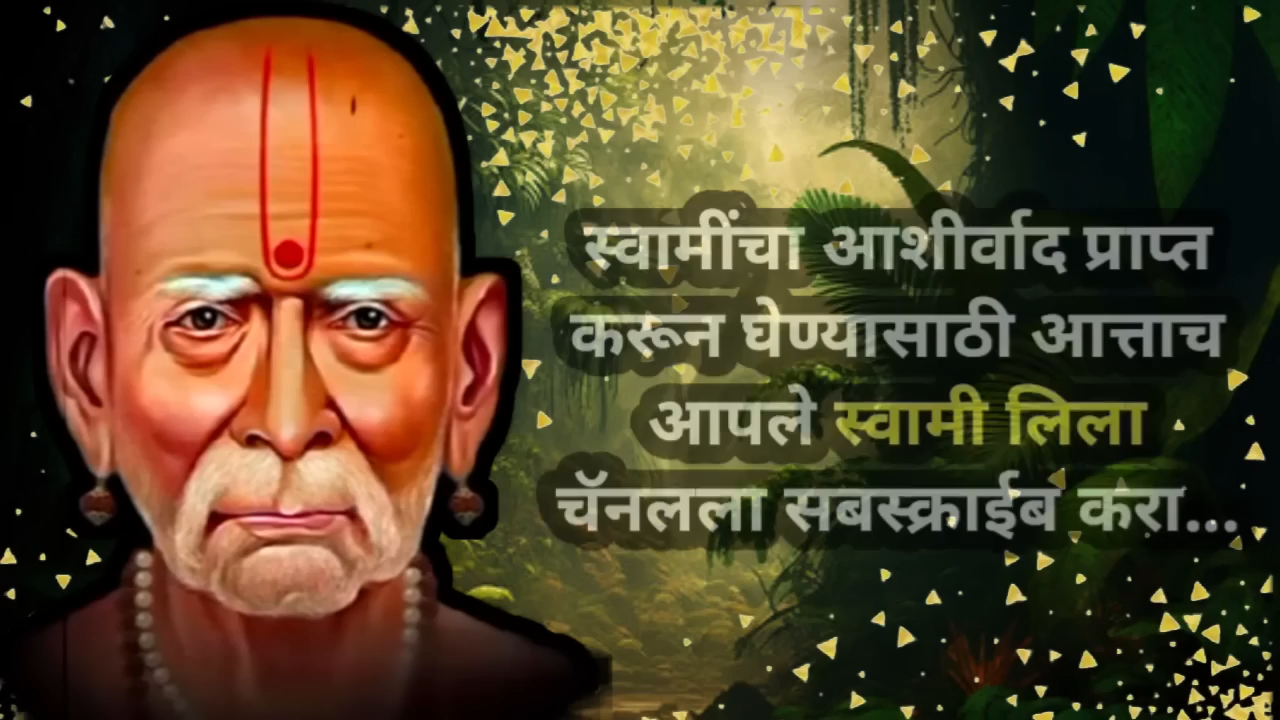 स्वामींचा आशीर्वाद प्राप्त
करून घेण्यासाठी आत्ताच
आपले स्वामी लिला
चॅनलला सबस्क्राईब करा...